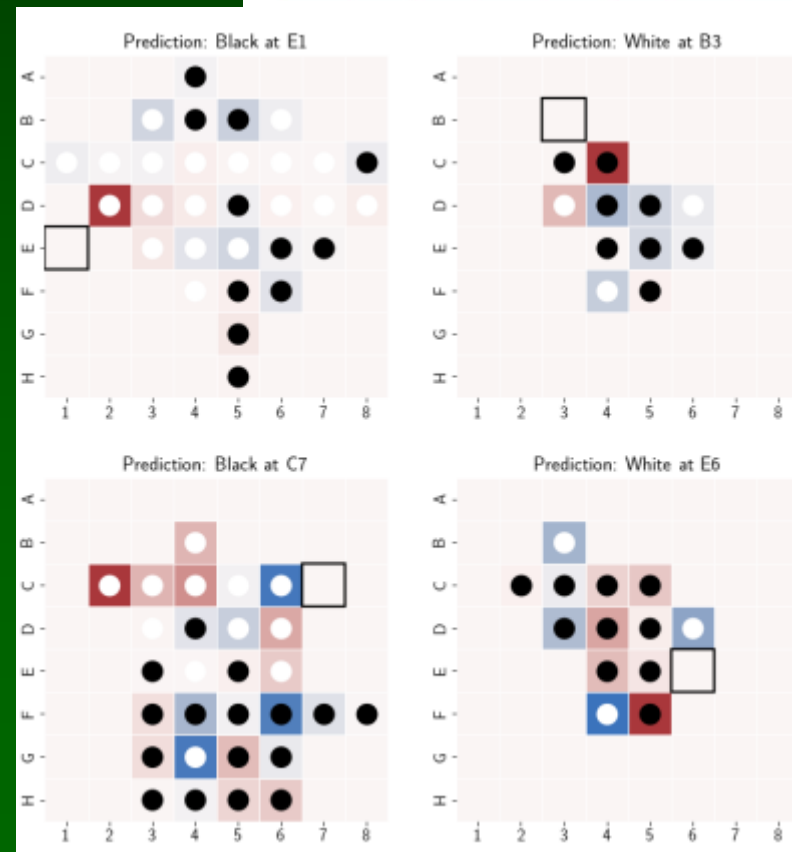 Prediction: Black at E1
A
B
C
D
E
F
G
H
1 2 3 4 5 6 7 8
Prediction: White at B3
A
B
C
D
E
F
G
H
1 2 3 4 5 6 7 8
Prediction: Black at C7
A
B
C
D
E
F
G
H
1 2 3 4 5 6 7 8
Prediction: White at E6
A
B
C
D
E
F
G
H
1 2 3 4 5 6 7 8